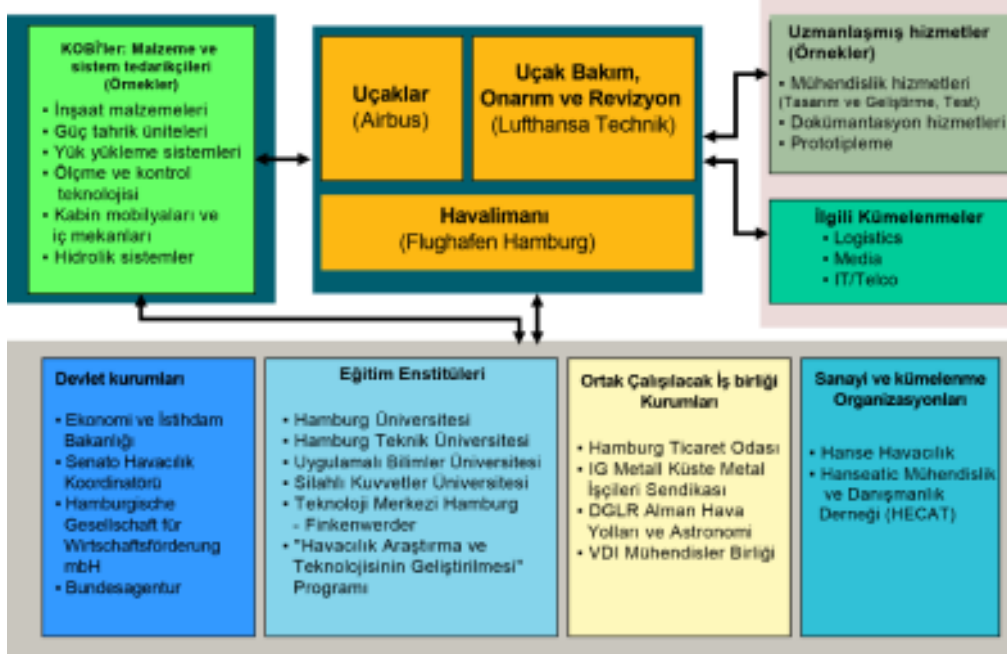 KOBİ'ler: Malzeme ve
sistem tedarikçileri
(Örnekler)
• İnşaat malzemeleri
• Güç tahrik üniteleri
• Yük yükleme sistemleri
• Ölçme ve kontrol
teknolojisi
• Kabin mobilyaları ve
iç mekanları
• Hidrolik sistemler
Uçaklar
(Airbus)
Uçak Bakım,
Onarım ve Revizyon
(Lufthansa Technik)
Havalimanı
(Flughafen Hamburg)
Uzmanlaşmış hizmetler
(Örnekler)
• Mühendislik hizmetleri
(Tasarım ve Geliştirme, Test)
• Dokümantasyon hizmetleri
• Prototipleme
İlgili Kümelenmeler
• Logistics
• Media
• IT/Telco
Devlet kurumları
• Ekonomi ve İstihdam
Bakanlığı
• Senato Havacılık
Koordinatörü
• Hamburgische
Gesellschaft für
Wirtschaftsförderung
mbH
• Bundesagentur
Eğitim Enstitüleri
• Hamburg Üniversitesi
• Hamburg Teknik Üniversitesi
• Uygulamalı Bilimler Üniversitesi
• Silahlı Kuvvetler Üniversitesi
• Teknoloji Merkezi Hamburg
- Finkenwerder
• "Havacılık Araştırma ve
Teknolojisinin Geliştirilmesi"
Programı
Ortak Çalışılacak İş birliği
Kurumları
• Hamburg Ticaret Odası
• IG Metall Küste Metal
İşçileri Sendikası
• DGLR Alman Hava
Yolları ve Astronomi
• VDI Mühendisler Birliği
Sanayi ve kümelenme
Organizasyonları
• Hanse Havacılık
• Hanseatic Mühendislik
ve Danışmanlık
Derneği (HECAT)